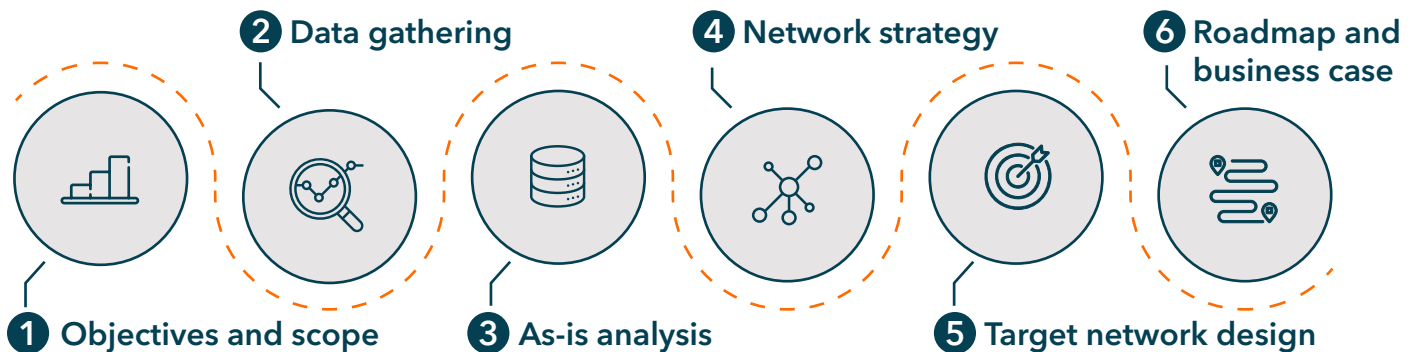 1 Objectives and scope
2 Data gathering
3 As-is analysis
4 Network strategy
5 Target network design
6 Roadmap and
business case